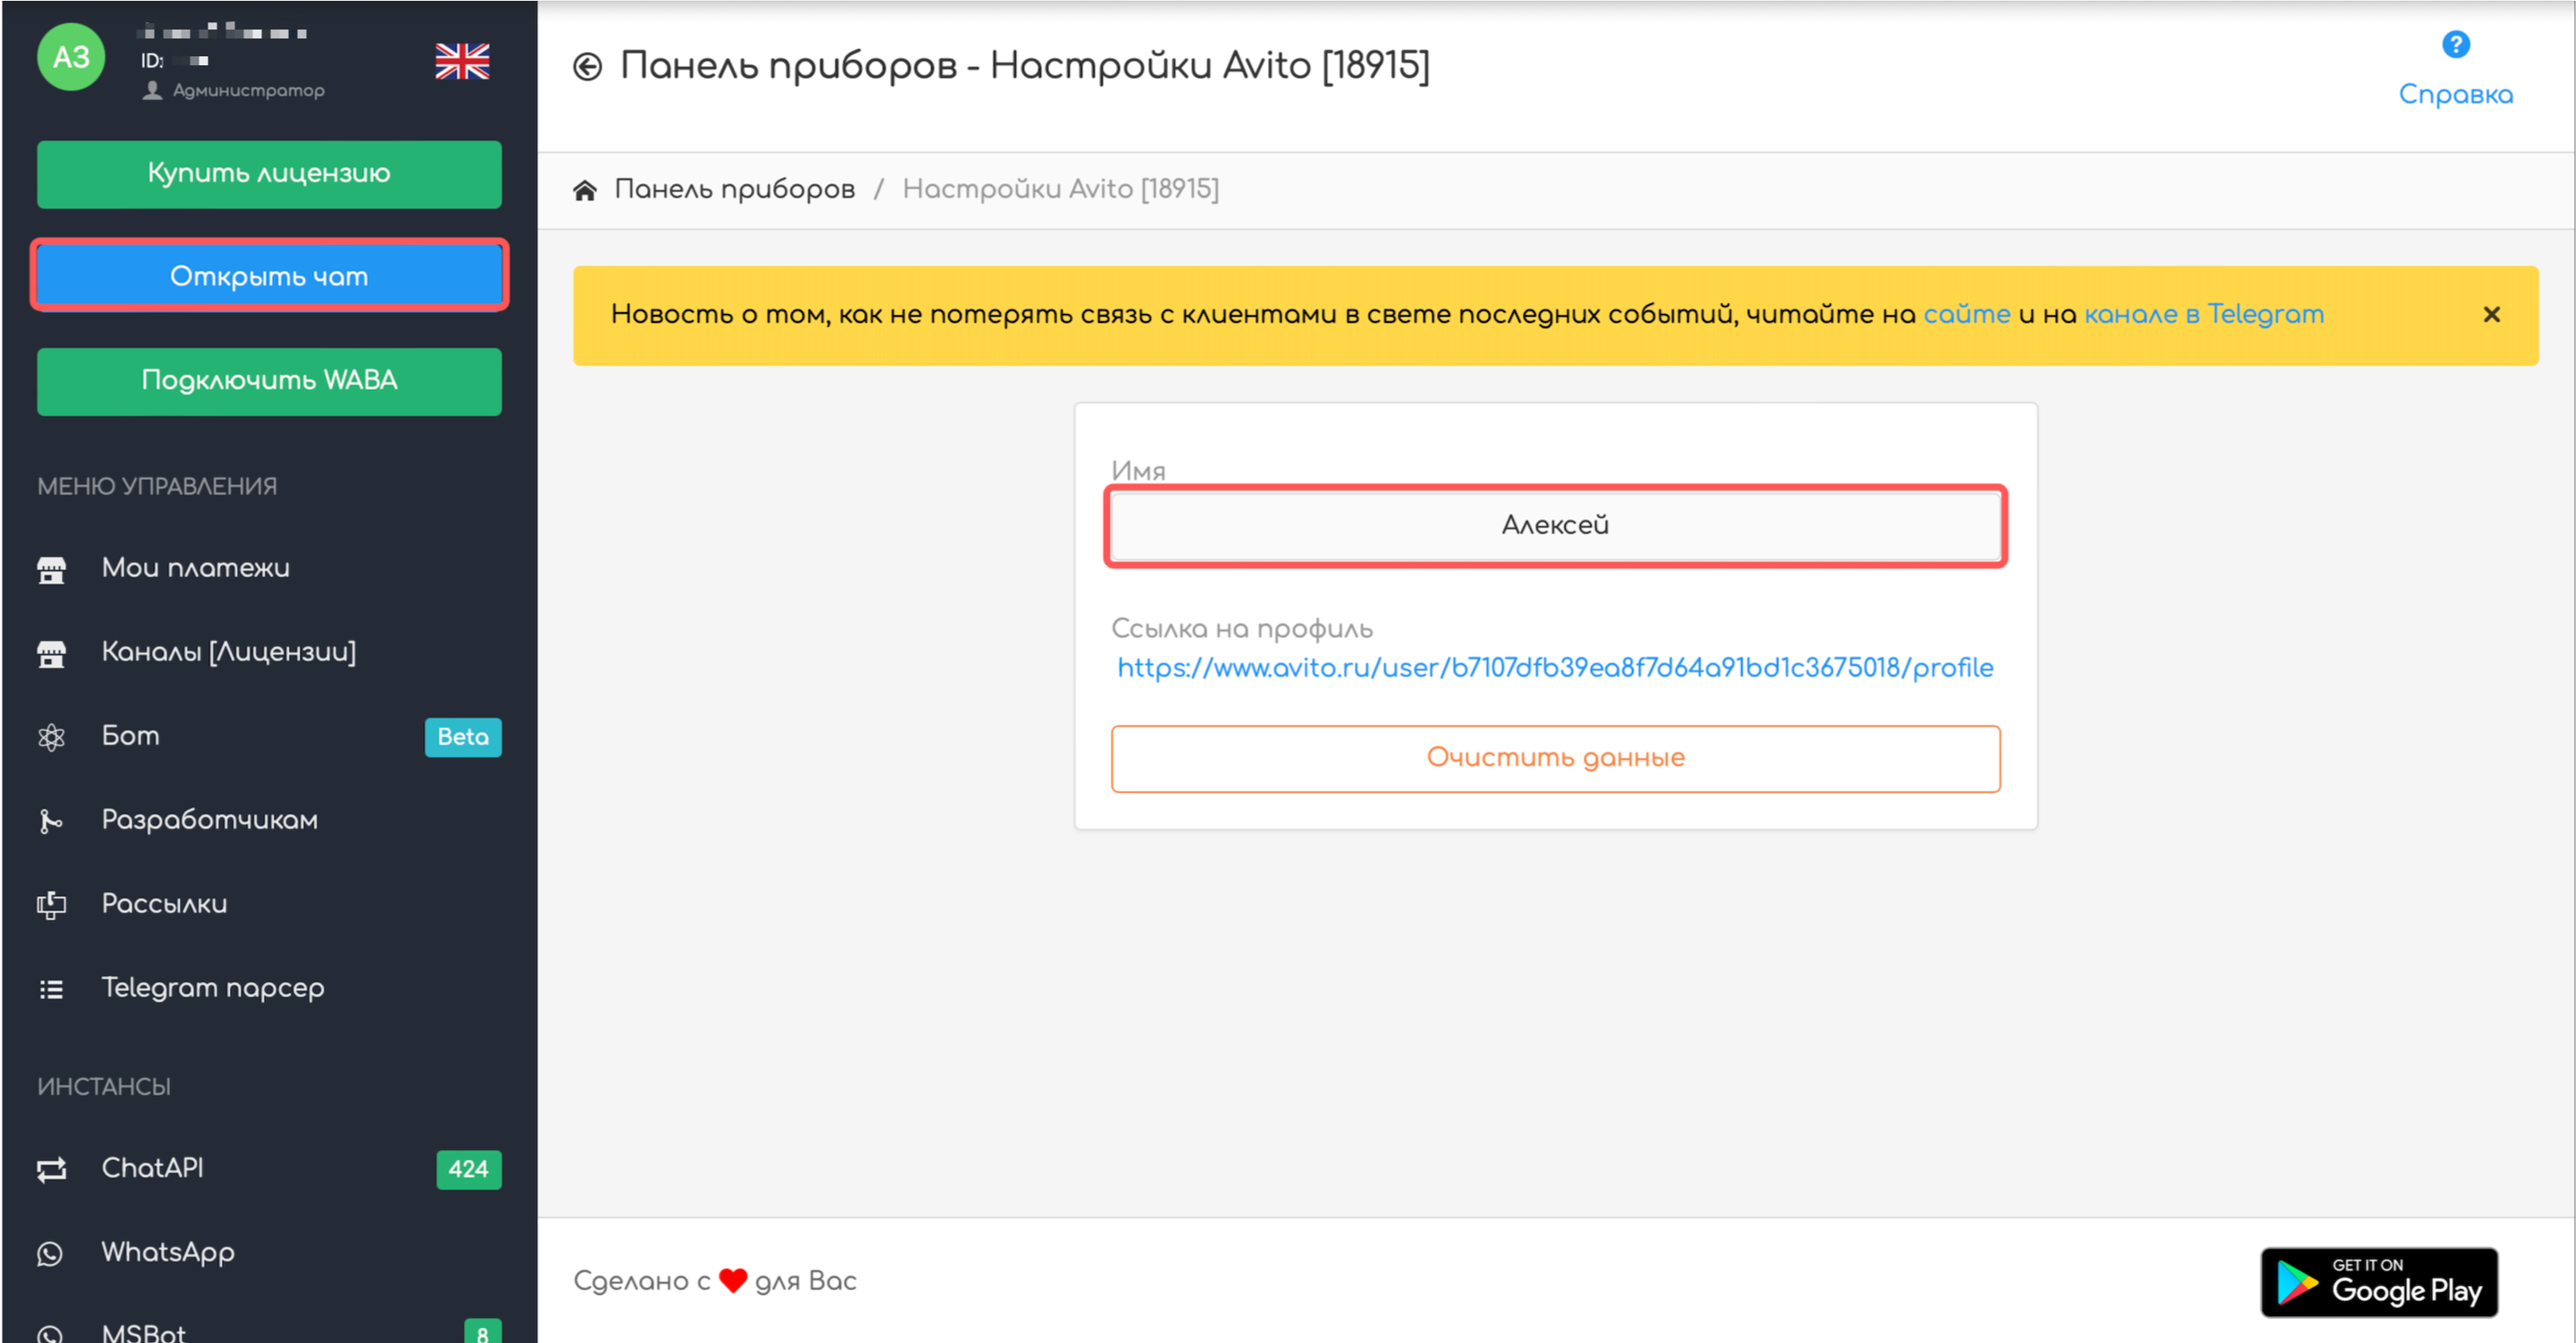 АЗ
ID:
Администратор
Купить лицензию
Открыть чат
Подключить WABA
МЕНЮ УПРАВЛЕНИЯ
Мои платежи
Каналы [Лицензии]
Бот
Beta
Разработчикам
Рассылки
Telegram парсер
ИНСТАНСЫ
ChatAPI
424
WhatsApp
MSBot
8
Панель приборов - Настройки Avito [18915]
Справка
Панель приборов / Настройки Avito [18915]
Новость о том, как не потерять связь с клиентами в свете последних событий, читайте на сайте и на канале в Telegram
Имя
Алексей
Ссылка на профиль
https://www.avito.ru/user/b7107dfb39ea8f7d64a91bd1c3675018/profile
Очистить данные
Сделано с ❤ для Вас
GET IT ON
Google Play